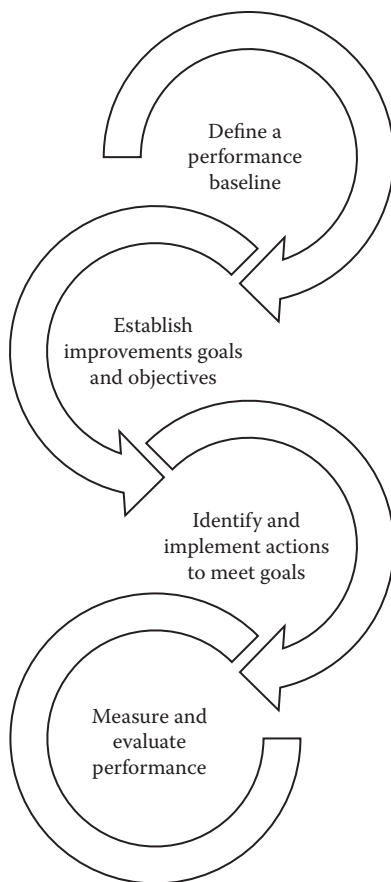 Define a
performance
baseline
Establish
improvements goals
and objectives
Identify and
implement actions
to meet goals
Measure and
evaluate
performance